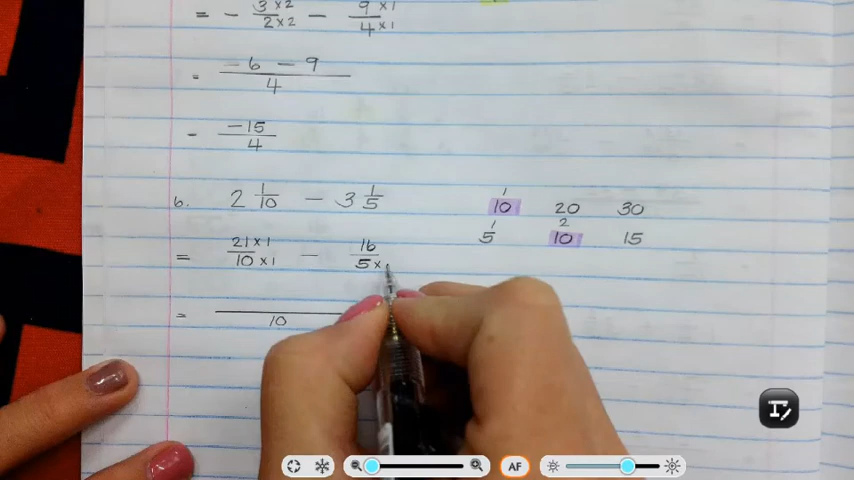 = - 3 ×2 / 2 ×2 - 9 ×1 / 4 ×1
= -6 - 9 / 4
= -15 / 4
b. 2 1/10 - 3 1/5
1
10 20 30
1 2
5 10 15
= 21 ×1 / 10 ×1 - 16 / 5 ×
= / 10
AF